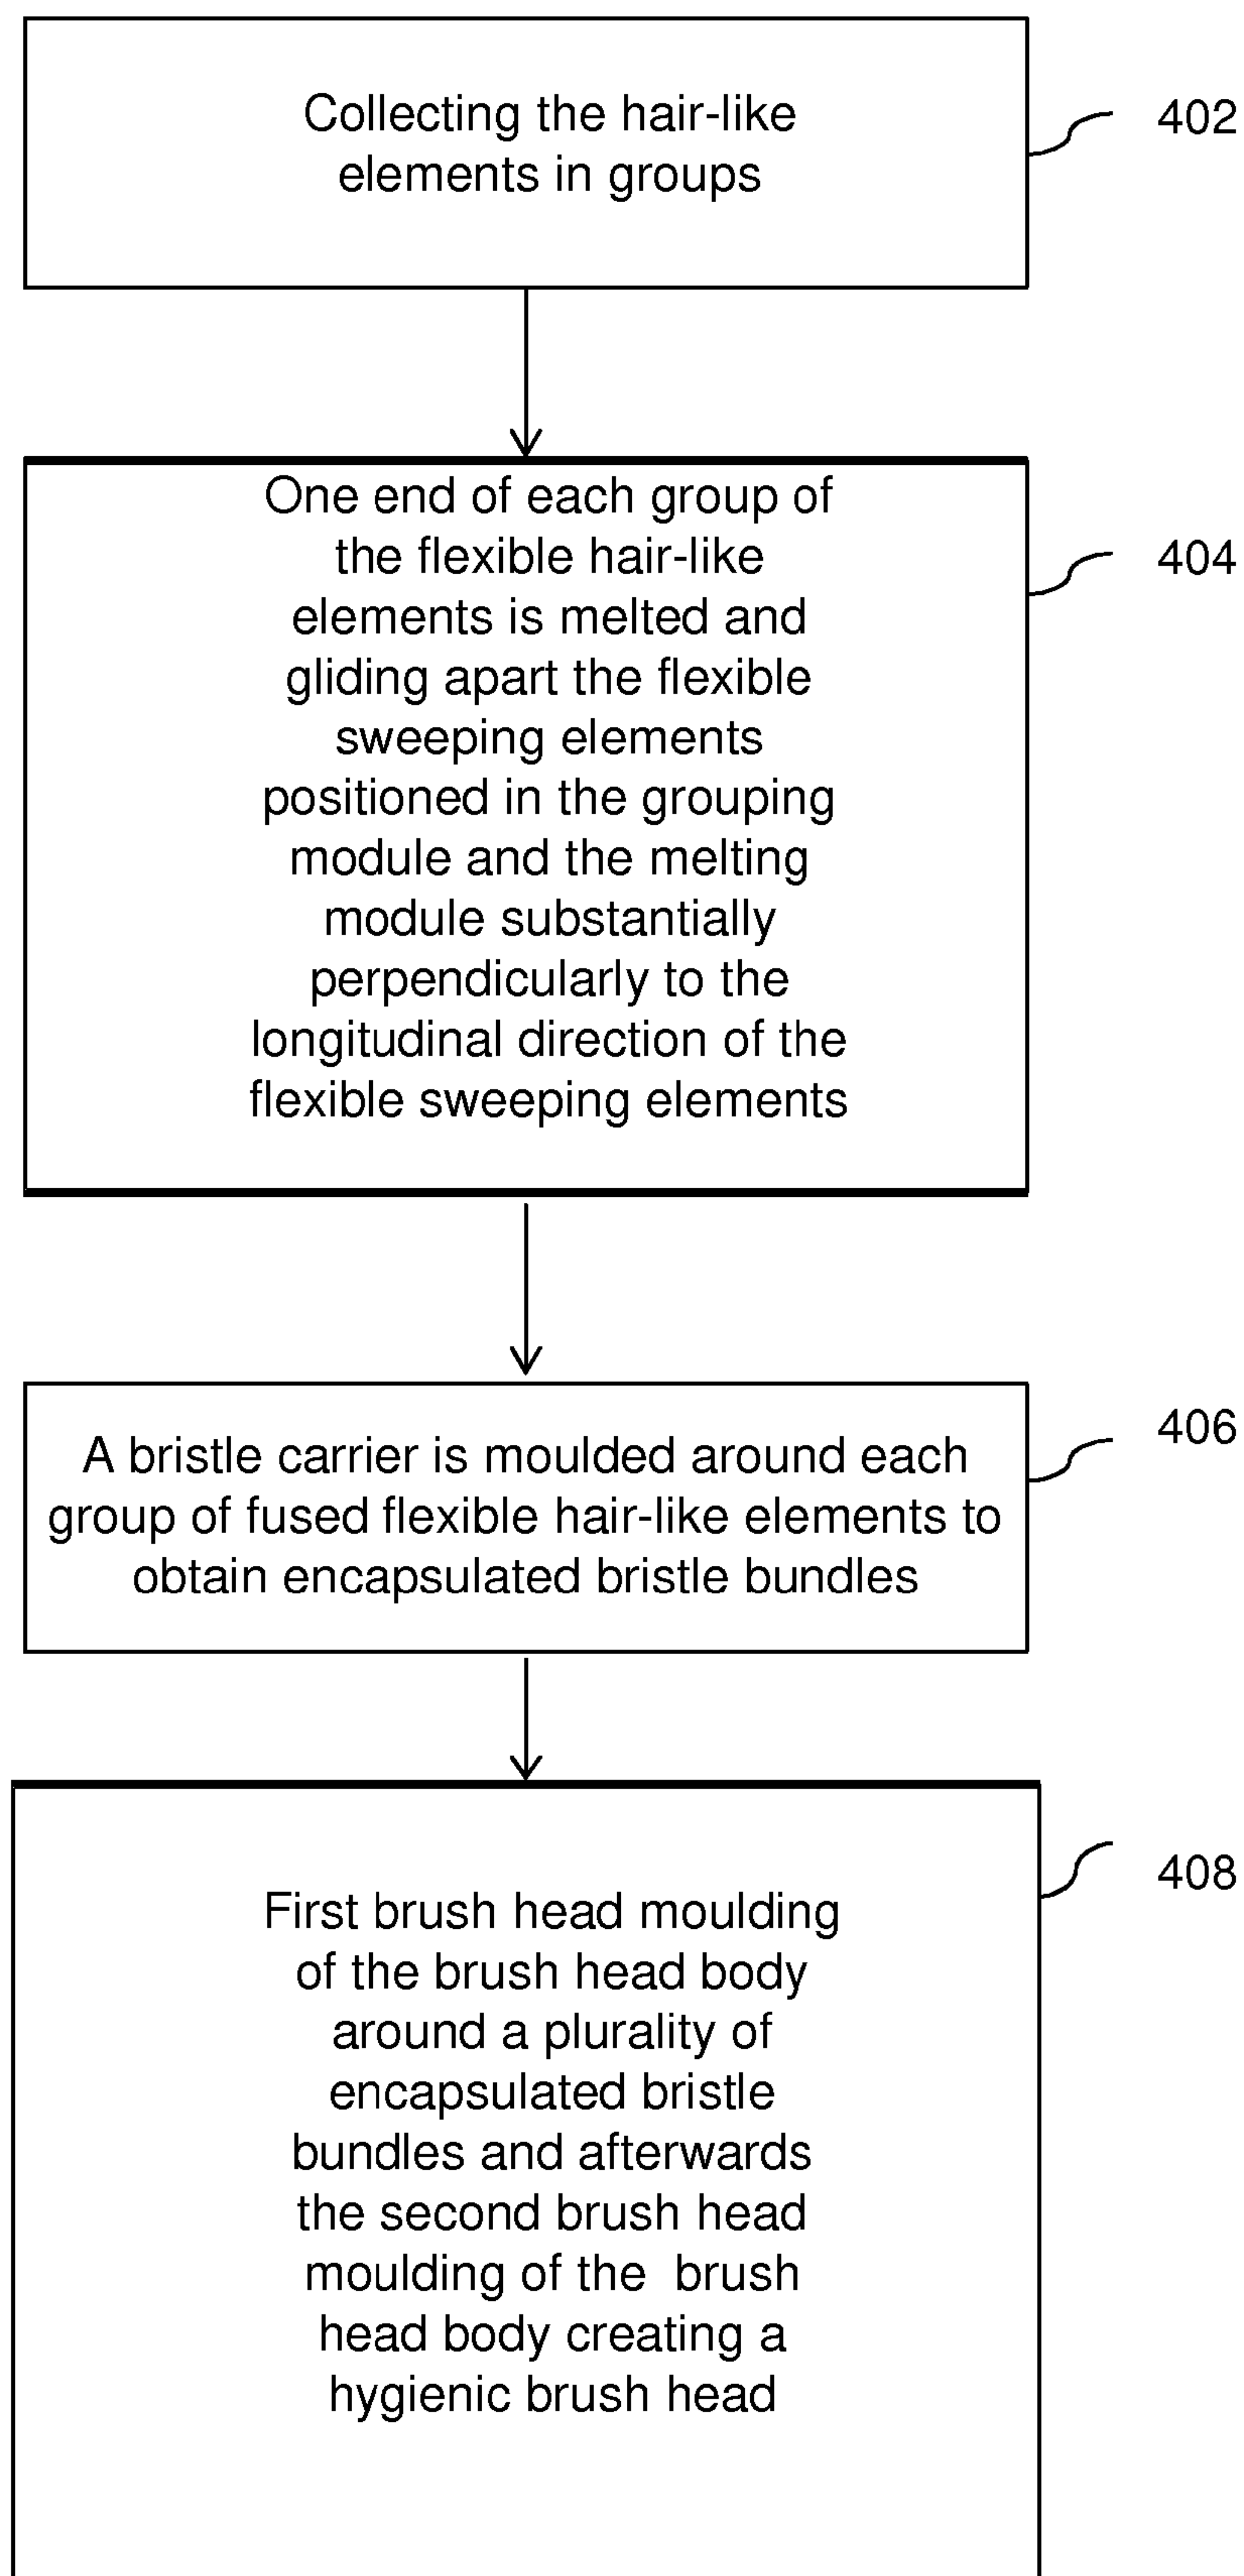 Collecting the hair-like
elements in groups
402
One end of each group of
the flexible hair-like
elements is melted and
gliding apart the flexible
sweeping elements
positioned in the grouping
module and the melting
module substantially
perpendicularly to the
longitudinal direction of the
flexible sweeping elements
404
A bristle carrier is moulded around each
group of fused flexible hair-like elements to
obtain encapsulated bristle bundles
406
First brush head moulding
of the brush head body
around a plurality of
encapsulated bristle
bundles and afterwards
the second brush head
moulding of the  brush
head body creating a
hygienic brush head
408